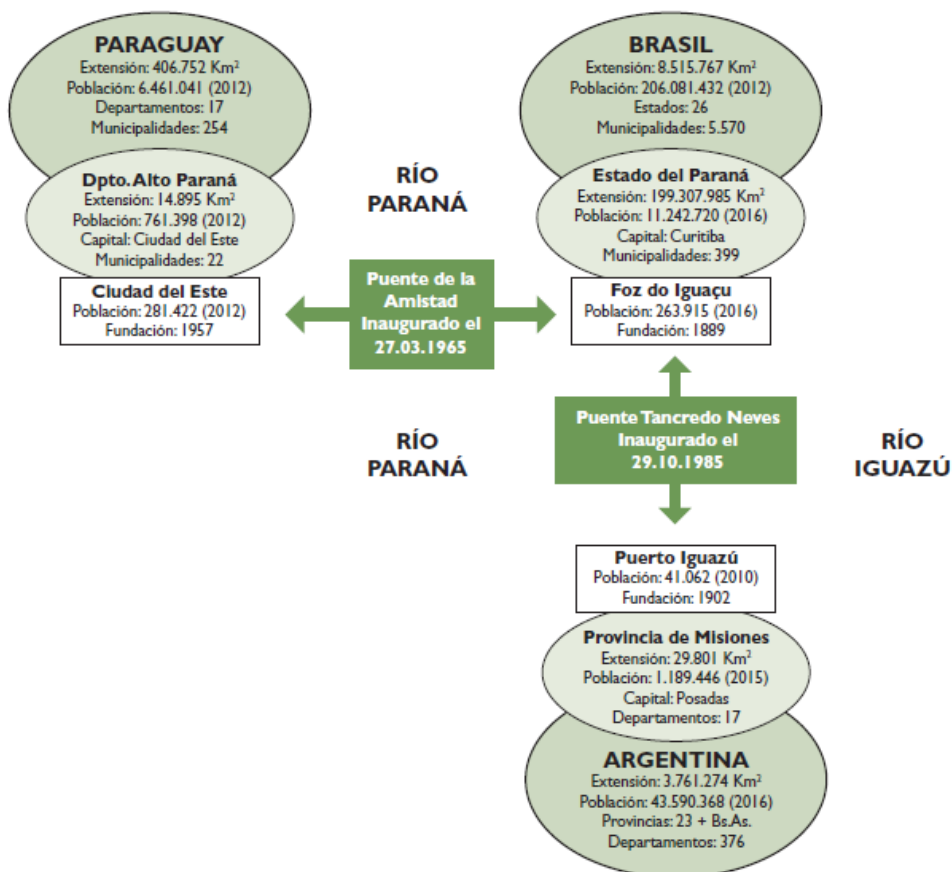 PARAGUAY
Extensión: 406.752 Km²
Población: 6.461.041 (2012)
Departamentos: 17
Municipalidades: 254
Dpto. Alto Paraná
Extensión: 14.895 Km²
Población: 761.398 (2012)
Capital: Ciudad del Este
Municipalidades: 22
Ciudad del Este
Población: 281.422 (2012)
Fundación: 1957
RÍO
PARANÁ
Puente de la
Amistad
Inaugurado el
27.03.1965
BRASIL
Extensión: 8.515.767 Km²
Población: 206.081.432 (2012)
Estados: 26
Municipalidades: 5.570
Estado del Paraná
Extensión: 199.307.985 Km²
Población: 11.242.720 (2016)
Capital: Curitiba
Municipalidades: 399
Foz do Iguaçu
Población: 263.915 (2016)
Fundación: 1889
RÍO
PARANÁ
Puente Tancredo Neves
Inaugurado el
29.10.1985
RÍO
IGUAZÚ
Puerto Iguazú
Población: 41.062 (2010)
Fundación: 1902
Provincia de Misiones
Extensión: 29.801 Km²
Población: 1.189.446 (2015)
Capital: Posadas
Departamentos: 17
ARGENTINA
Extensión: 3.761.274 Km²
Población: 43.590.368 (2016)
Provincias: 23 + Bs.As.
Departamentos: 376